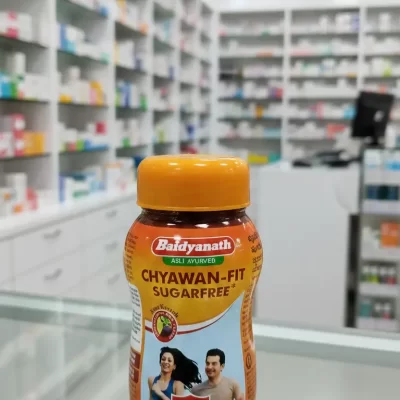 Baidyanath
ASLI AYURVED
CHYAWAN-FIT
SUGARFREE*